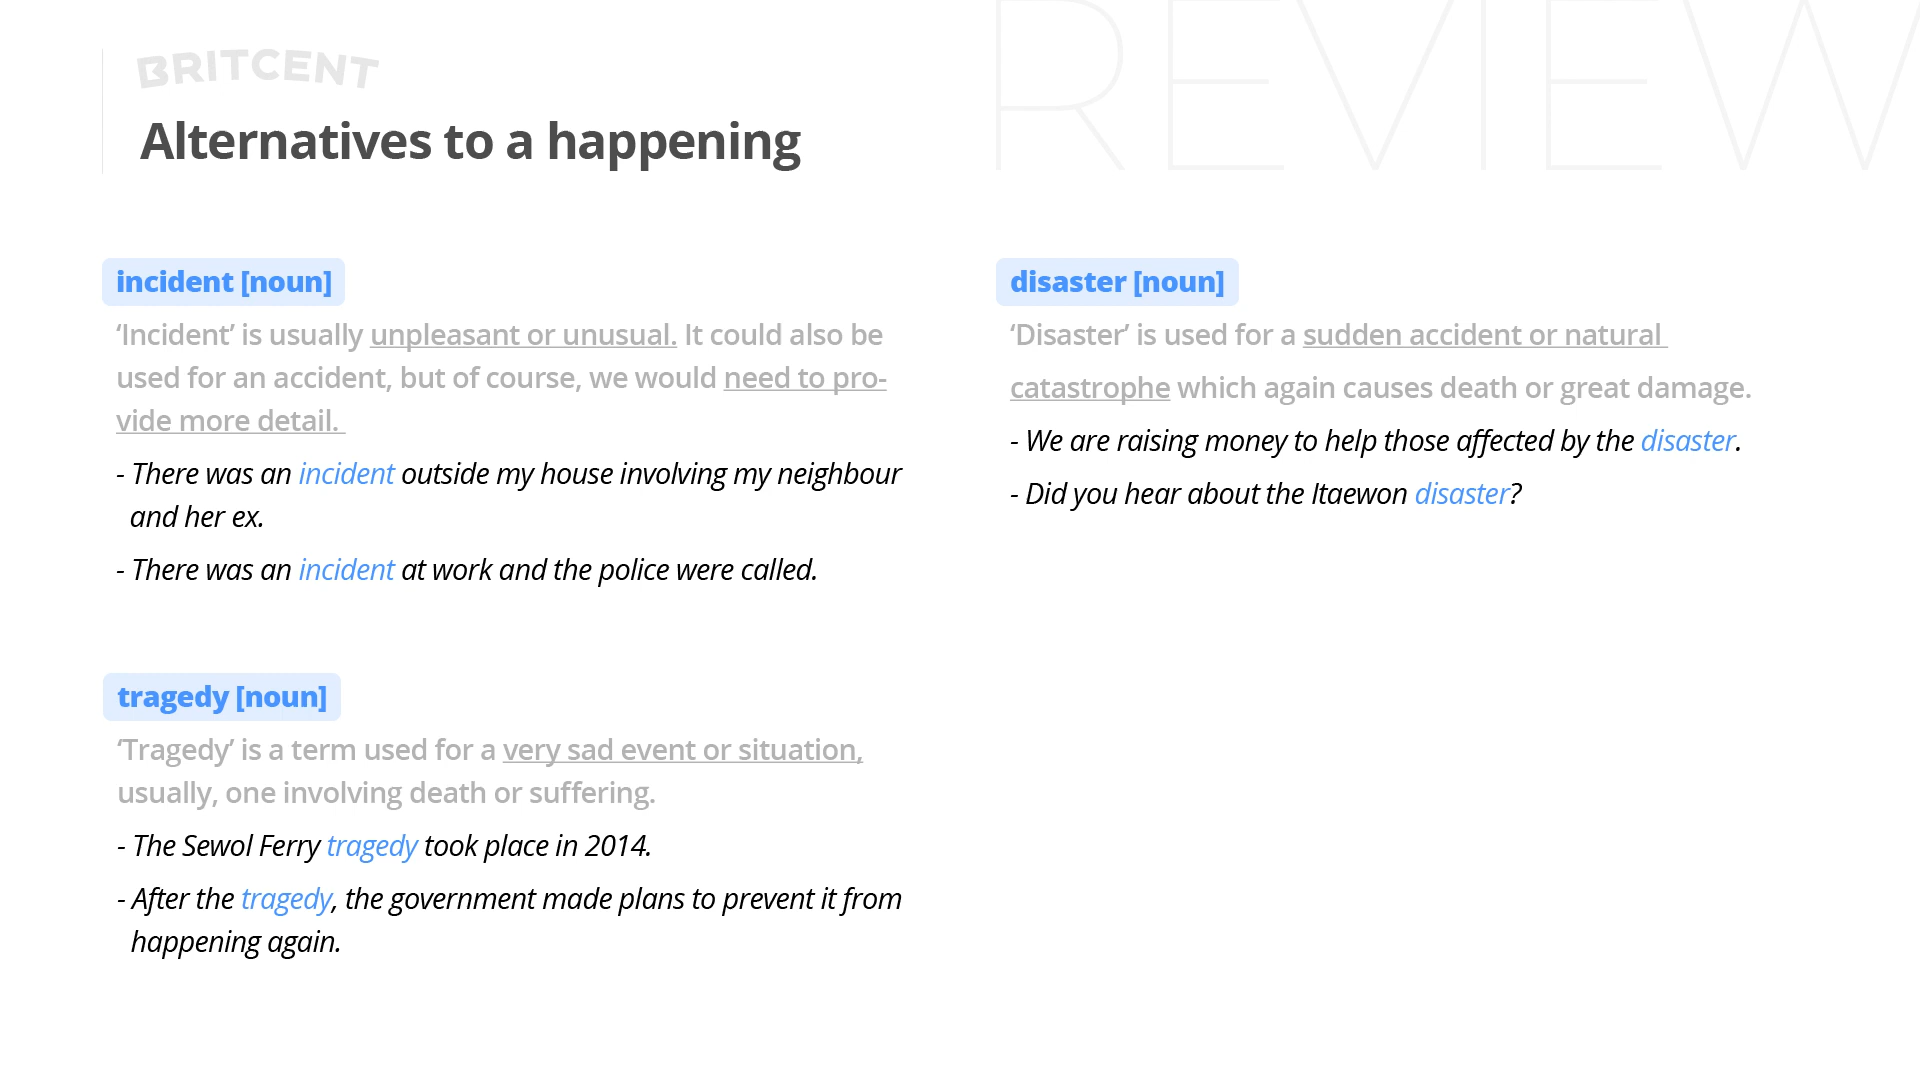 REVIEW
BRITCENT
Alternatives to a happening
incident [noun]
‘Incident’ is usually unpleasant or unusual. It could also be
used for an accident, but of course, we would need to pro-
vide more detail.
- There was an incident outside my house involving my neighbour
and her ex.
- There was an incident at work and the police were called.
tragedy [noun]
‘Tragedy’ is a term used for a very sad event or situation,
usually, one involving death or suffering.
- The Sewol Ferry tragedy took place in 2014.
- After the tragedy, the government made plans to prevent it from
happening again.
disaster [noun]
‘Disaster’ is used for a sudden accident or natural
catastrophe which again causes death or great damage.
- We are raising money to help those affected by the disaster.
- Did you hear about the Itaewon disaster?